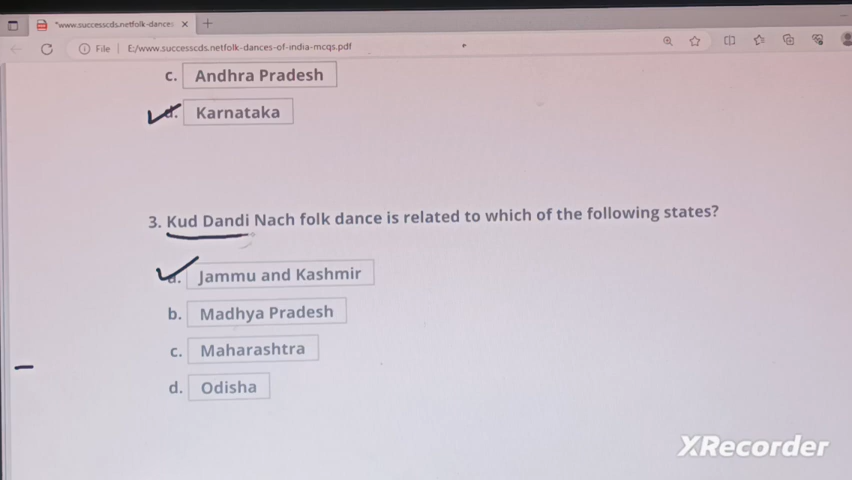 "www.successcds.netfolk-dances
File
E:/www.successcds.netfolk-dances-of-india-mcqs.pdf
c. Andhra Pradesh
d. Karnataka
3. Kud Dandi Nach folk dance is related to which of the following states?
a. Jammu and Kashmir
b. Madhya Pradesh
c. Maharashtra
d. Odisha
XRecorder